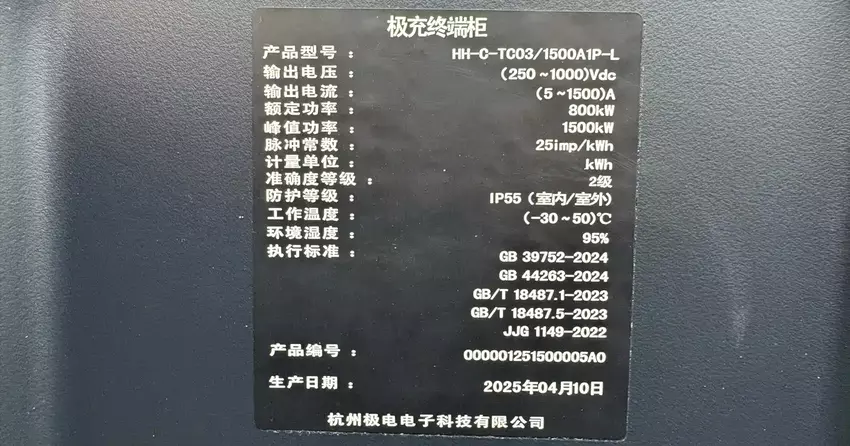 极充终端柜
产品型号： HH-C-TC03/1500A1P-L
输出电压： (250~1000)Vdc
输出电流： (5~1500)A
额定功率： 800kW
峰值功率： 1500kW
脉冲常数： 25imp/kWh
计量单位： kWh
准确度等级： 2级
防护等级： IP55（室内/室外）
工作温度： (-30~50)℃
环境湿度： 95%
执行标准： GB 39752-2024
GB 44263-2024
GB/T 18487.1-2023
GB/T 18487.5-2023
JJG 1149-2022
产品编号： 000001251500005A0
生产日期： 2025年04月10日
杭州极电电子科技有限公司